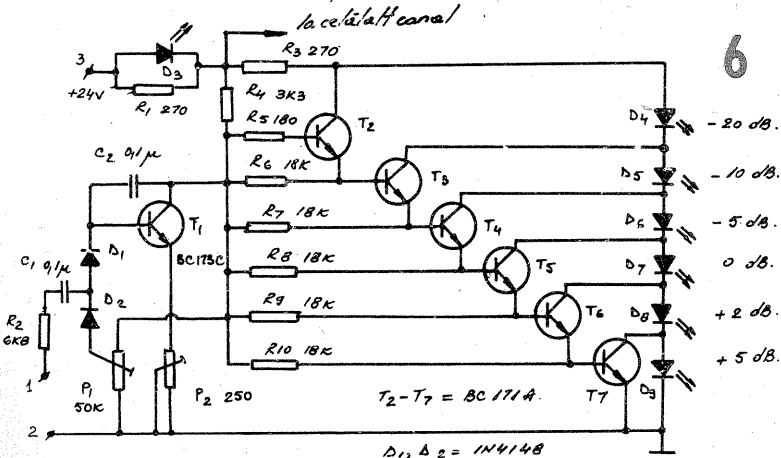 la celălalt canal
6
3
+24V
D3
R1 270
R3 270
R4 3K3
R5 180
T2
D4
-20 dB.
C2 0,1µ
R6 18K
T3
D5
-10 dB.
T1
BC173C
R7 18K
T4
D6
-5 dB.
D1
R8 18K
T5
D7
0 dB.
C1 0,1µ
D2
R9 18K
T6
D8
+2 dB.
R2
6K8
R10 18K
T7
D9
+5 dB.
1
P1
50K
P2 250
T2-T7 = BC 171A.
2
D1, D2 = 1N4148